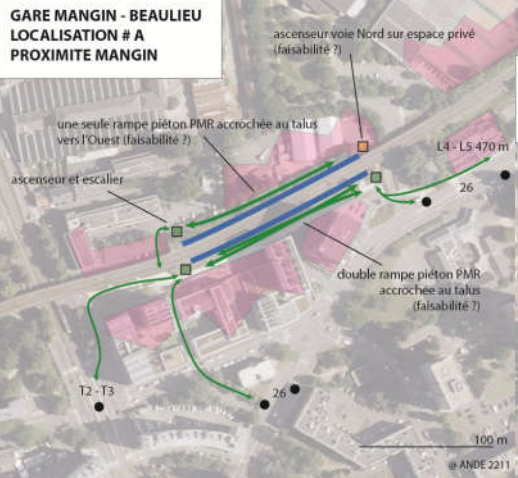 GARE MANGIN - BEAULIEU
LOCALISATION # A
PROXIMITE MANGIN
ascenseur voie Nord sur espace privé
(faisabilité ?)
une seule rampe piéton PMR accrochée au talus
vers l'Ouest (faisabilité ?)
L4 - L5 470 m
ascenseur et escalier
26
double rampe piéton PMR
accrochée au talus
(faisabilité ?)
T2 - T3
26
100 m
@ ANDE 2211